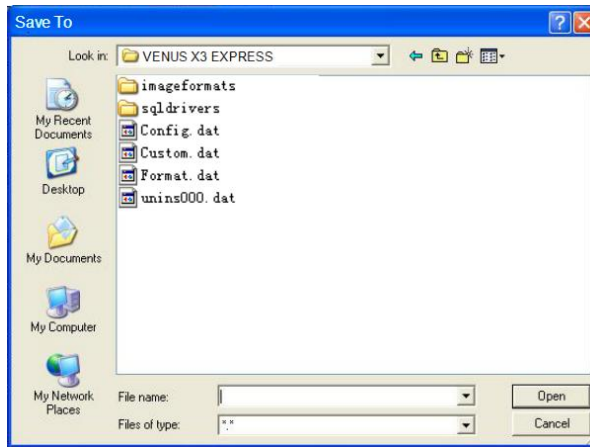 Save To
Look in: VENUS X3 EXPRESS
imageformats
sqldrivers
Config.dat
Custom.dat
Format.dat
unins000.dat
My Recent
Documents
Desktop
My Documents
My Computer
My Network
Places
File name:
Open
Files of type: *.*
Cancel